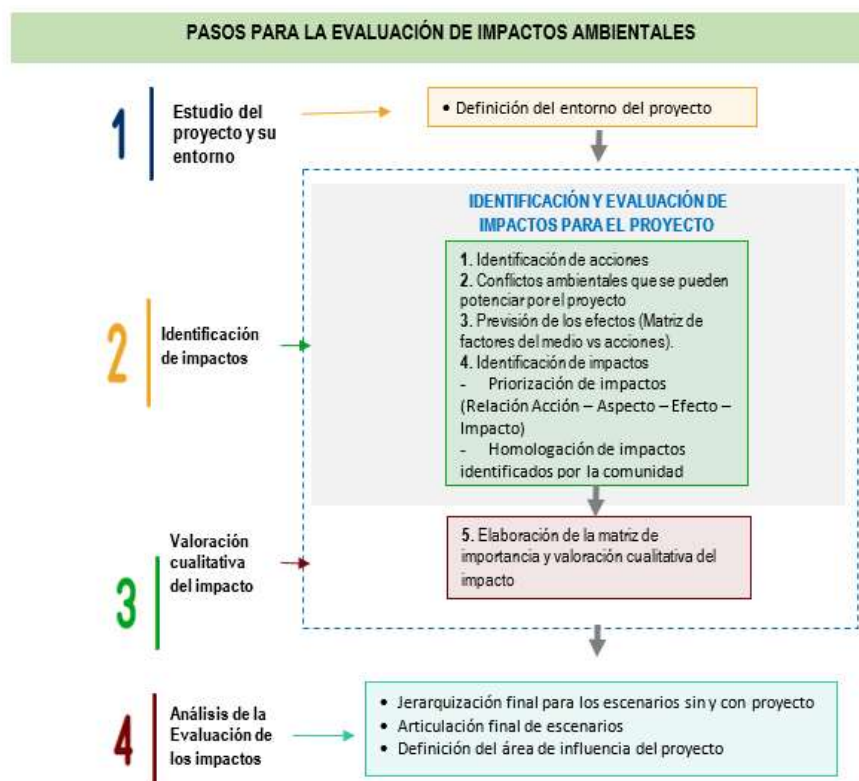 PASOS PARA LA EVALUACIÓN DE IMPACTOS AMBIENTALES
1
Estudio del
proyecto y su
entorno
• Definición del entorno del proyecto
IDENTIFICACIÓN Y EVALUACIÓN DE
IMPACTOS PARA EL PROYECTO
2
Identificación
de impactos
1. Identificación de acciones
2. Conflictos ambientales que se pueden
potenciar por el proyecto
3. Previsión de los efectos (Matriz de
factores del medio vs acciones).
4. Identificación de impactos
- Priorización de impactos
(Relación Acción – Aspecto – Efecto –
Impacto)
- Homologación de impactos
identificados por la comunidad
3
Valoración
cualitativa
del impacto
5. Elaboración de la matriz de
importancia y valoración cualitativa del
impacto
4
Análisis de la
Evaluación de
los impactos
• Jerarquización final para los escenarios sin y con proyecto
• Articulación final de escenarios
• Definición del área de influencia del proyecto